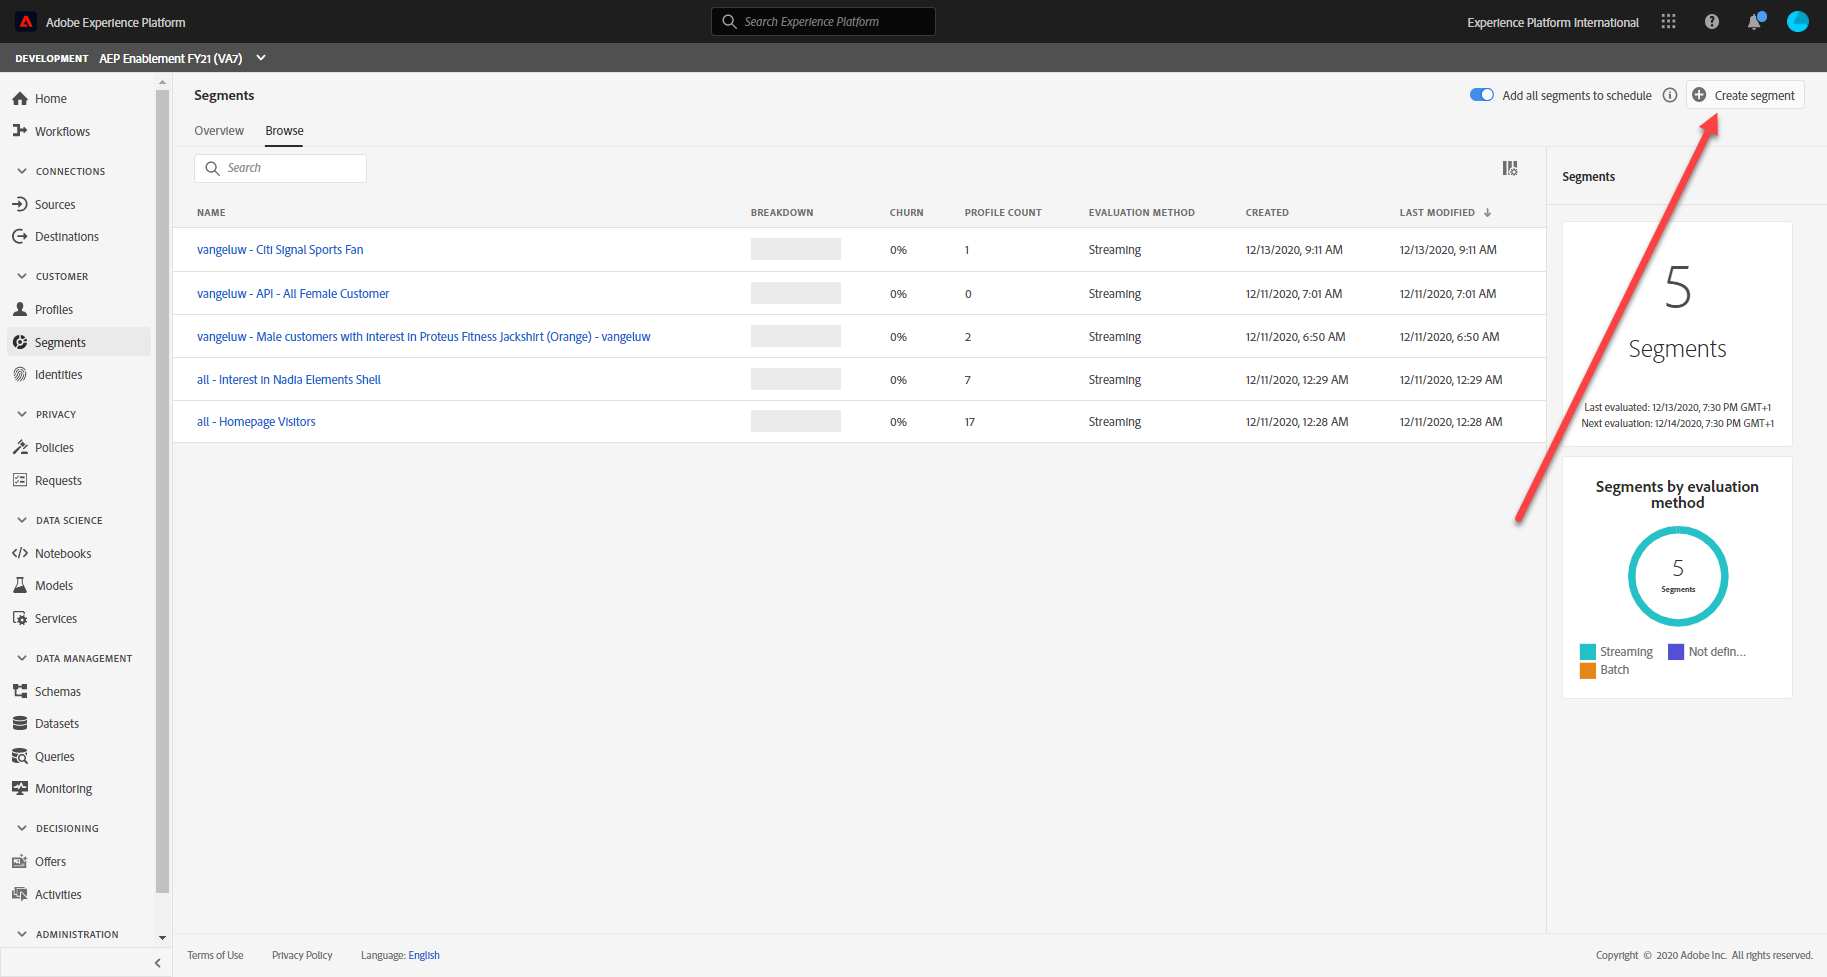 Adobe Experience Platform
Search Experience Platform
Experience Platform International
DEVELOPMENT AEP Enablement FY21 (VA7)
Home
Workflows
CONNECTIONS
Sources
Destinations
CUSTOMER
Profiles
Segments
Identities
PRIVACY
Policies
Requests
DATA SCIENCE
Notebooks
Models
Services
DATA MANAGEMENT
Schemas
Datasets
Queries
Monitoring
DECISIONING
Offers
Activities
ADMINISTRATION
Segments
Add all segments to schedule
Create segment
Overview Browse
Search
NAME BREAKDOWN CHURN PROFILE COUNT EVALUATION METHOD CREATED LAST MODIFIED
vangeluw - Citi Signal Sports Fan 0% 1 Streaming 12/13/2020, 9:11 AM 12/13/2020, 9:11 AM
vangeluw - API - All Female Customer 0% 0 Streaming 12/11/2020, 7:01 AM 12/11/2020, 7:01 AM
vangeluw - Male customers with interest in Proteus Fitness Jackshirt (Orange) - vangeluw 0% 2 Streaming 12/11/2020, 6:50 AM 12/11/2020, 6:50 AM
all - Interest in Nadia Elements Shell 0% 7 Streaming 12/11/2020, 12:29 AM 12/11/2020, 12:29 AM
all - Homepage Visitors 0% 17 Streaming 12/11/2020, 12:28 AM 12/11/2020, 12:28 AM
Segments
5
Segments
Last evaluated: 12/13/2020, 7:30 PM GMT+1
Next evaluation: 12/14/2020, 7:30 PM GMT+1
Segments by evaluation
method
5
Segments
Streaming Not defin...
Batch
Terms of Use Privacy Policy Language: English
Copyright © 2020 Adobe Inc. All rights reserved.